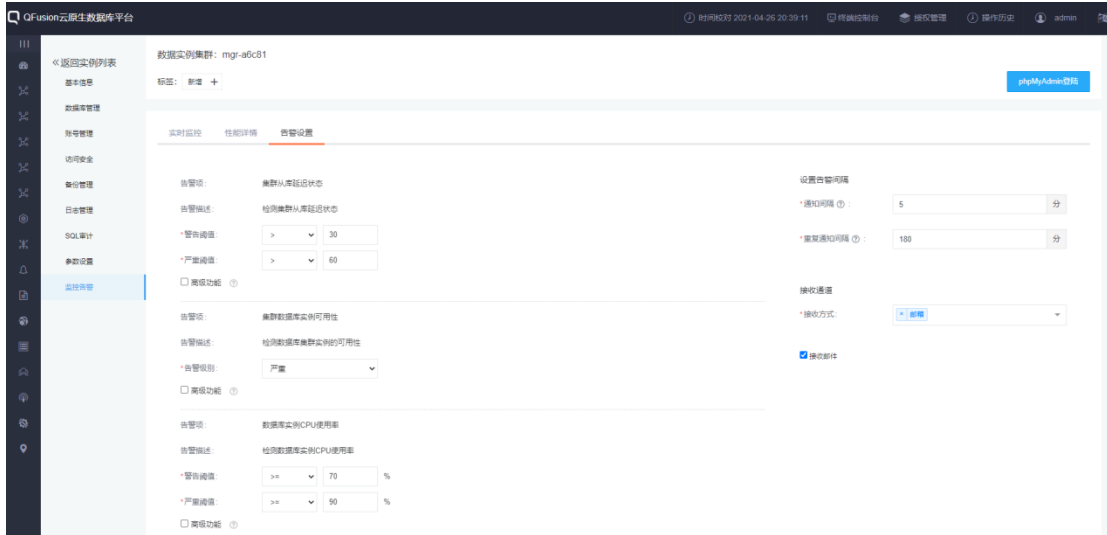 QFusion云原生数据库平台
时间校对 2021-04-26 20:39:11 终端控制台 授权管理 操作历史 admin
«返回实例列表
基本信息
数据库管理
账号管理
访问安全
备份管理
日志管理
SQL审计
参数设置
监控告警
数据实例集群：mgr-a6c81
标签： 新增 +
phpMyAdmin登陆
实时监控 性能详情 告警设置
告警项: 集群从库延迟状态
告警描述: 检测集群从库延迟状态
*警告阈值: > 30
*严重阈值: > 60
高级功能 ?
告警项: 集群数据库实例可用性
告警描述: 检测数据库集群实例的可用性
*告警级别: 严重
高级功能 ?
告警项: 数据库实例CPU使用率
告警描述: 检测数据库实例CPU使用率
*警告阈值: >= 70 %
*严重阈值: >= 90 %
高级功能 ?
设置告警间隔
*通知间隔 ? : 5 分
*重复通知间隔 ? : 180 分
接收通道
*接收方式: × 邮箱
接收邮件